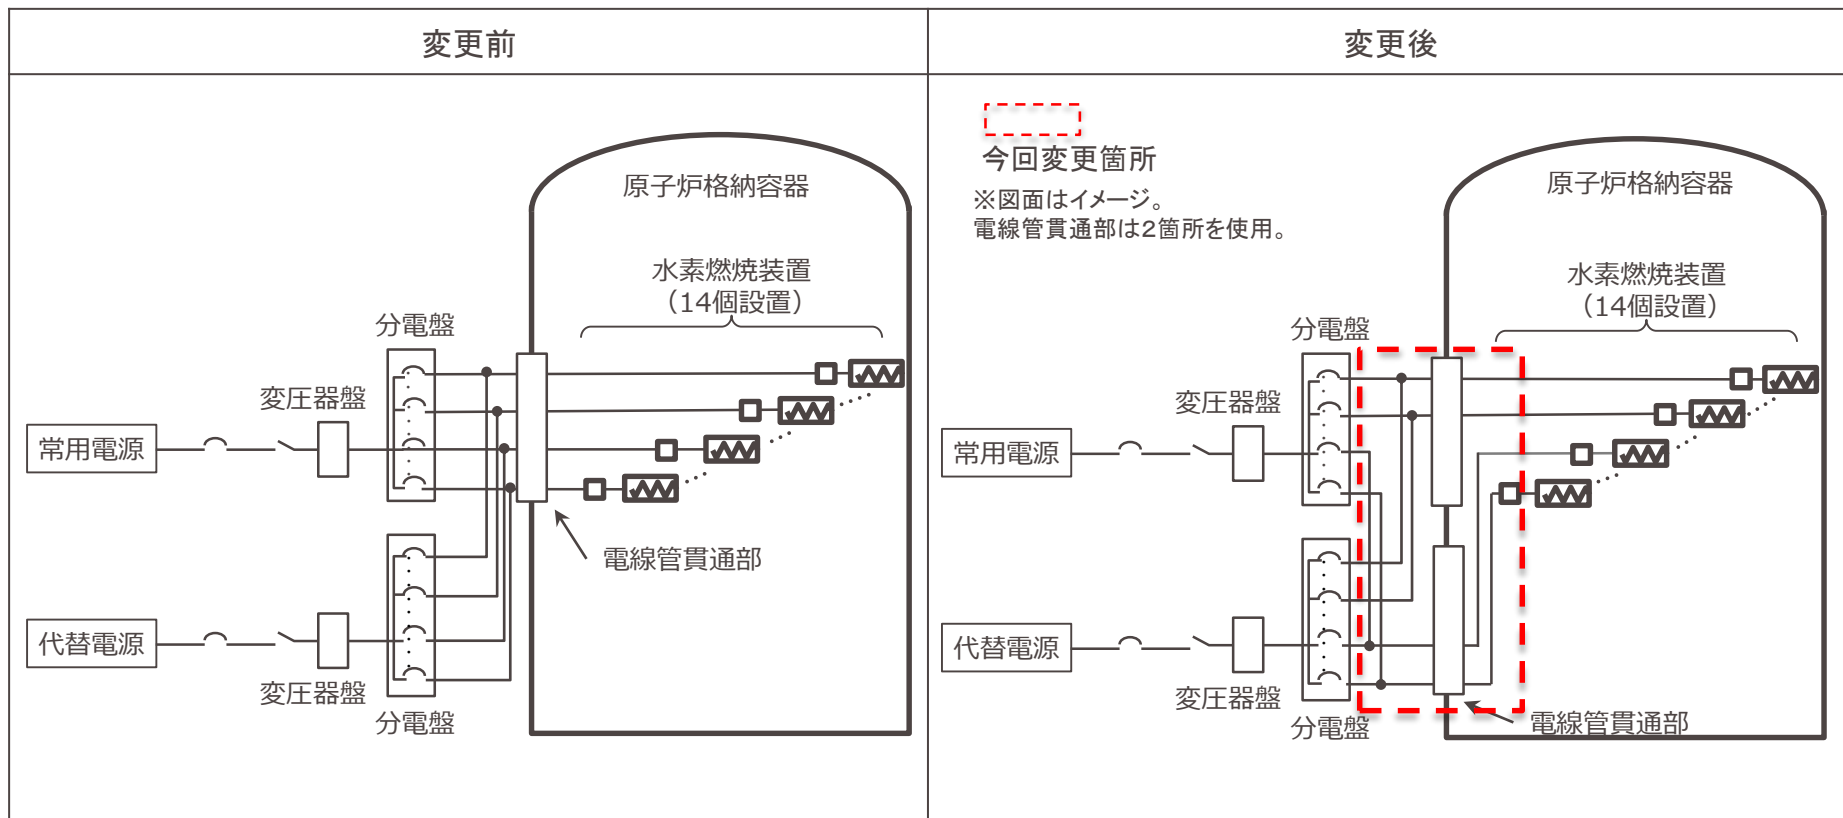 変更前
原子炉格納容器
水素燃焼装置
（14個設置）
分電盤
変圧器盤
常用電源
電線管貫通部
代替電源
変圧器盤
分電盤
変更後
今回変更箇所
※図面はイメージ。
電線管貫通部は２箇所を使用。
原子炉格納容器
水素燃焼装置
（14個設置）
分電盤
変圧器盤
常用電源
代替電源
変圧器盤
分電盤
電線管貫通部